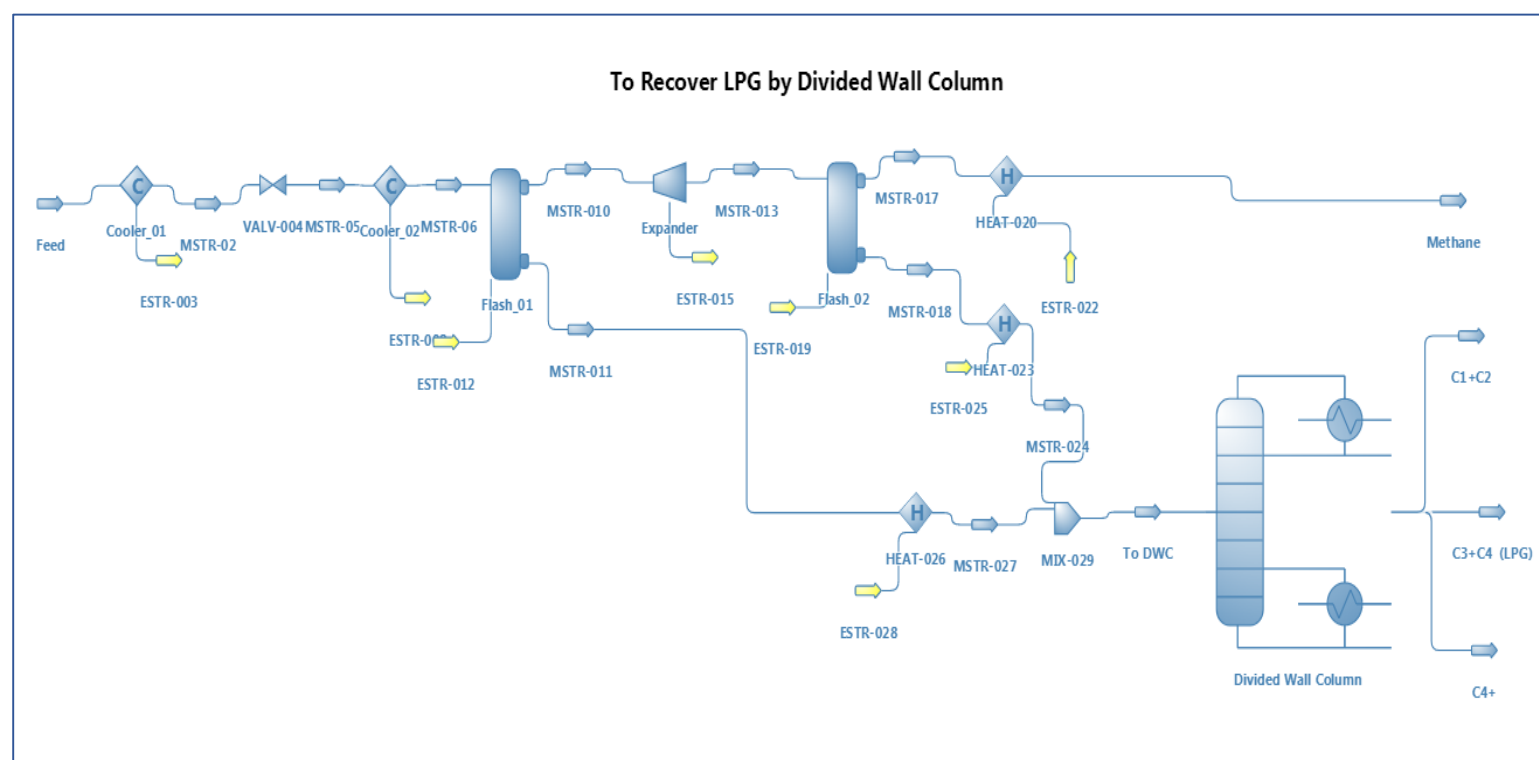 To Recover LPG by Divided Wall Column
C
C
H
MSTR-017
MSTR-010
MSTR-013
Feed
Cooler_01
MSTR-02
VALV-004
MSTR-05
Cooler_02
MSTR-06
Expander
HEAT-020
Methane
ESTR-003
ESTR-015
Flash_01
Flash_02
MSTR-018
ESTR-022
H
ESTR-012
MSTR-011
ESTR-019
HEAT-023
ESTR-025
C1+C2
MSTR-024
H
HEAT-026
MSTR-027
MIX-029
To DWC
C3+C4 (LPG)
ESTR-028
Divided Wall Column
C4+